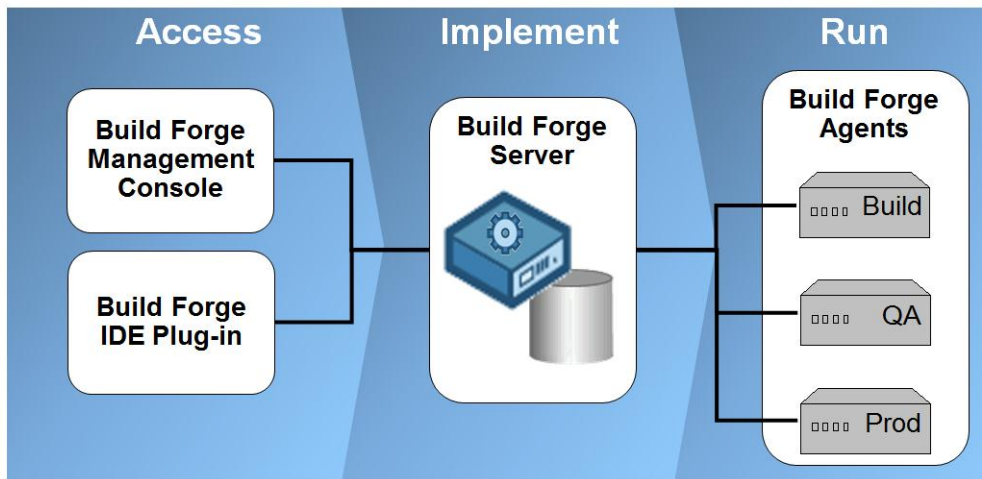 Access
Implement
Run
Build Forge
Management
Console
Build Forge
IDE Plug-in
Build Forge
Server
Build Forge
Agents
Build
QA
Prod